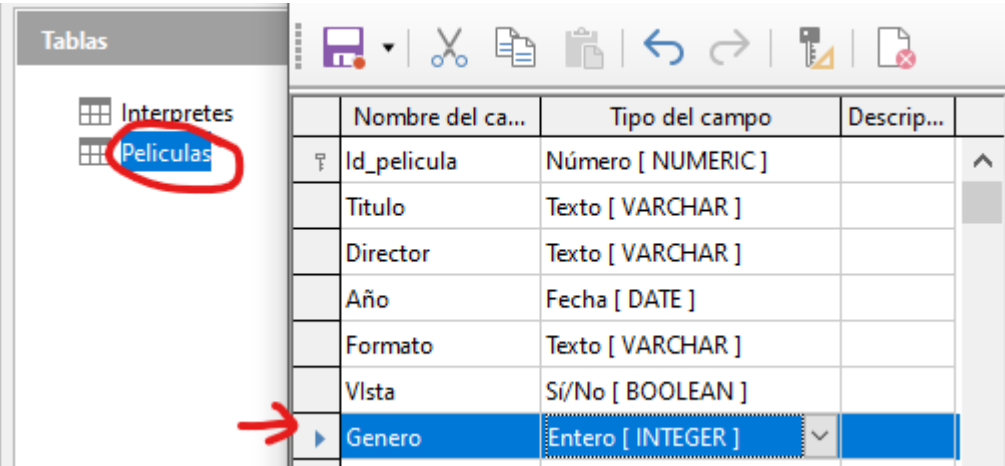 Tablas
Interpretes
Peliculas
Nombre del ca... Tipo del campo Descrip...
Id_pelicula Número [ NUMERIC ]
Titulo Texto [ VARCHAR ]
Director Texto [ VARCHAR ]
Año Fecha [ DATE ]
Formato Texto [ VARCHAR ]
VIsta Sí/No [ BOOLEAN ]
Genero Entero [ INTEGER ]